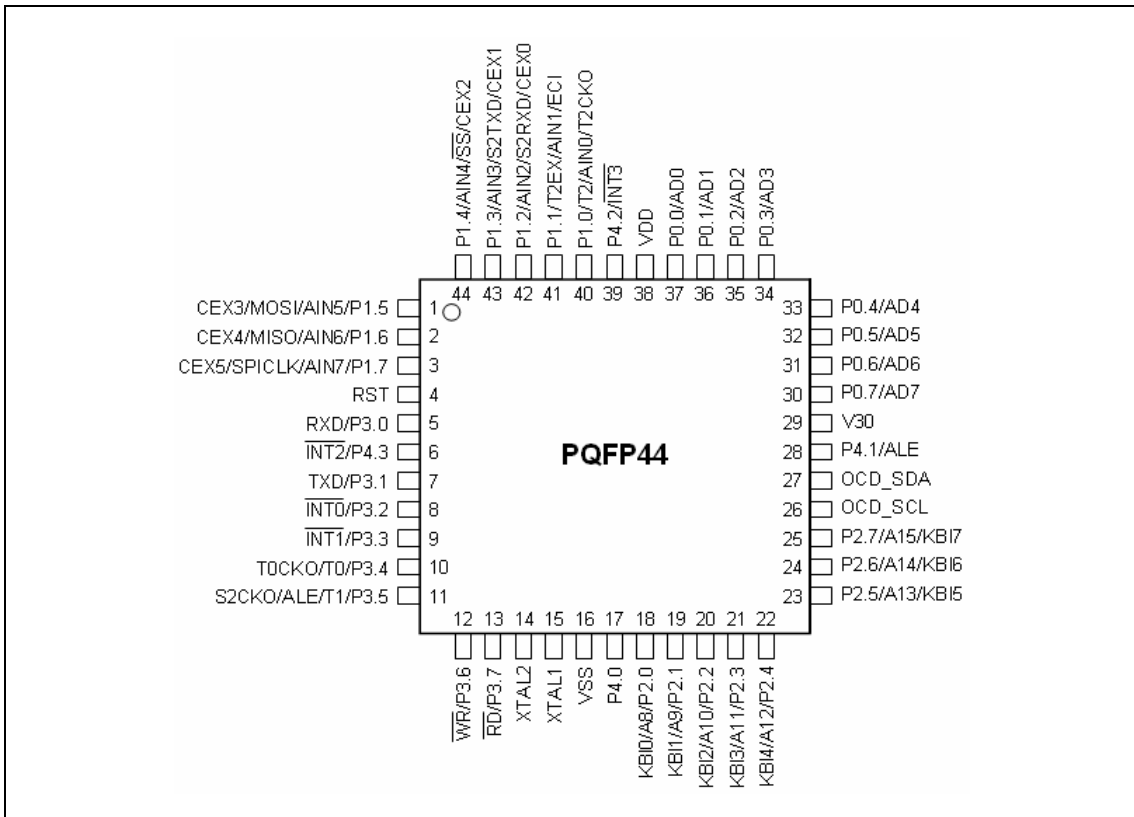 P1.4/AIN4/SS/CEX2
P1.3/AIN3/S2TXD/CEX1
P1.2/AIN2/S2RXD/CEX0
P1.1/T2EX/AIN1/ECI
P1.0/T2/AIN0/T2CKO
P4.2/INT3
VDD
P0.0/AD0
P0.1/AD1
P0.2/AD2
P0.3/AD3
44 43 42 41 40 39 38 37 36 35 34
CEX3/MOSI/AIN5/P1.5 1
CEX4/MISO/AIN6/P1.6 2
CEX5/SPICLK/AIN7/P1.7 3
RST 4
RXD/P3.0 5
INT2/P4.3 6
TXD/P3.1 7
INT0/P3.2 8
INT1/P3.3 9
T0CKO/T0/P3.4 10
S2CKO/ALE/T1/P3.5 11
PQFP44
33 P0.4/AD4
32 P0.5/AD5
31 P0.6/AD6
30 P0.7/AD7
29 V30
28 P4.1/ALE
27 OCD_SDA
26 OCD_SCL
25 P2.7/A15/KBI7
24 P2.6/A14/KBI6
23 P2.5/A13/KBI5
12 13 14 15 16 17 18 19 20 21 22
WR/P3.6
RD/P3.7
XTAL2
XTAL1
VSS
P4.0
KBI0/A8/P2.0
KBI1/A9/P2.1
KBI2/A10/P2.2
KBI3/A11/P2.3
KBI4/A12/P2.4